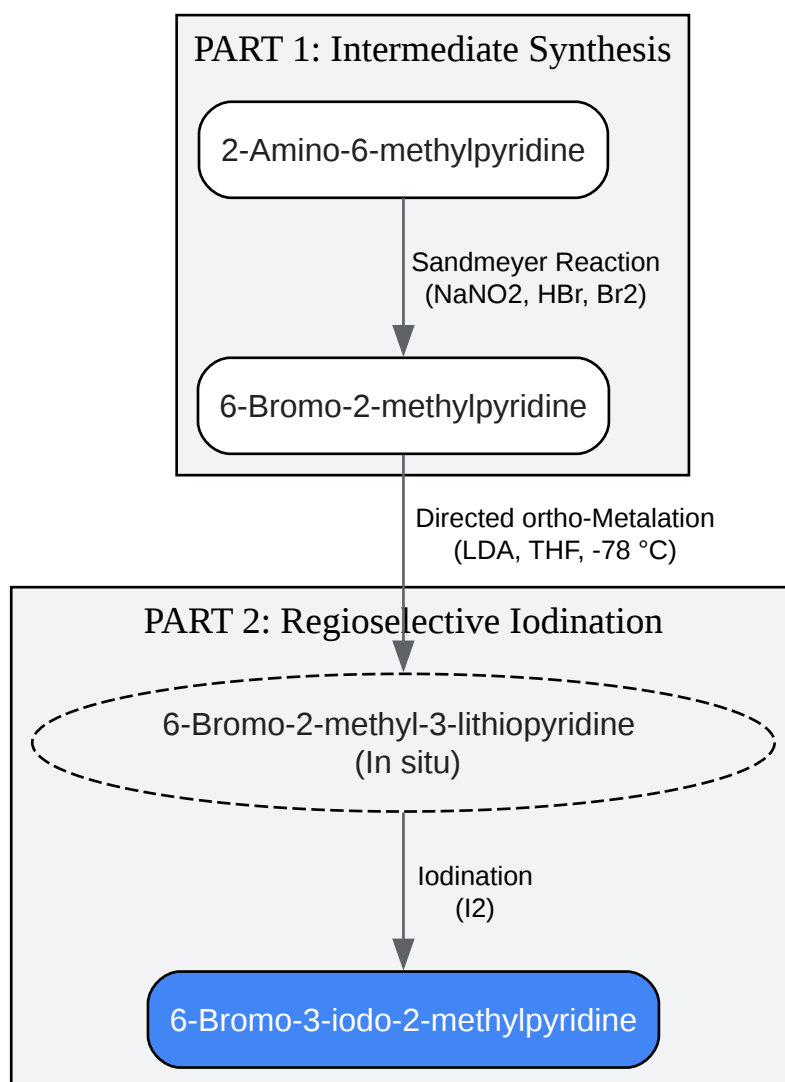 PART 1: Intermediate Synthesis
2-Amino-6-methylpyridine
Sandmeyer Reaction
(NaNO2, HBr, Br2)
6-Bromo-2-methylpyridine
Directed ortho-Metalation
(LDA, THF, -78 °C)
PART 2: Regioselective Iodination
6-Bromo-2-methyl-3-lithiopyridine
(In situ)
Iodination
(I2)
6-Bromo-3-iodo-2-methylpyridine